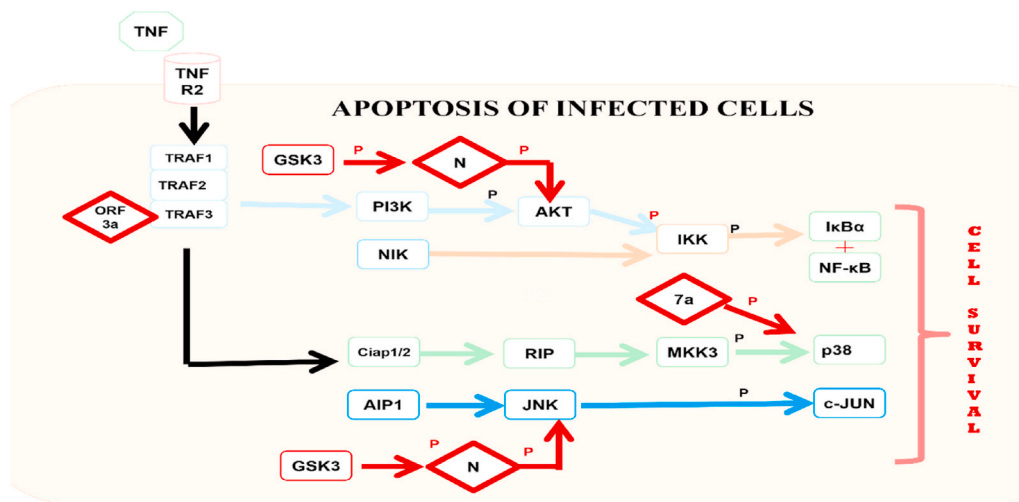 TNF
TNF
R2
APOPTOSIS OF INFECTED CELLS
TRAF1
TRAF2
TRAF3
ORF
3a
GSK3
P
N
P
PI3K
P
AKT
P
NIK
IKK
P
IκBα
+
NF-κB
7a
P
Ciap1/2
RIP
MKK3
P
p38
AIP1
JNK
P
c-JUN
GSK3
P
N
P
CELL SURVIVAL